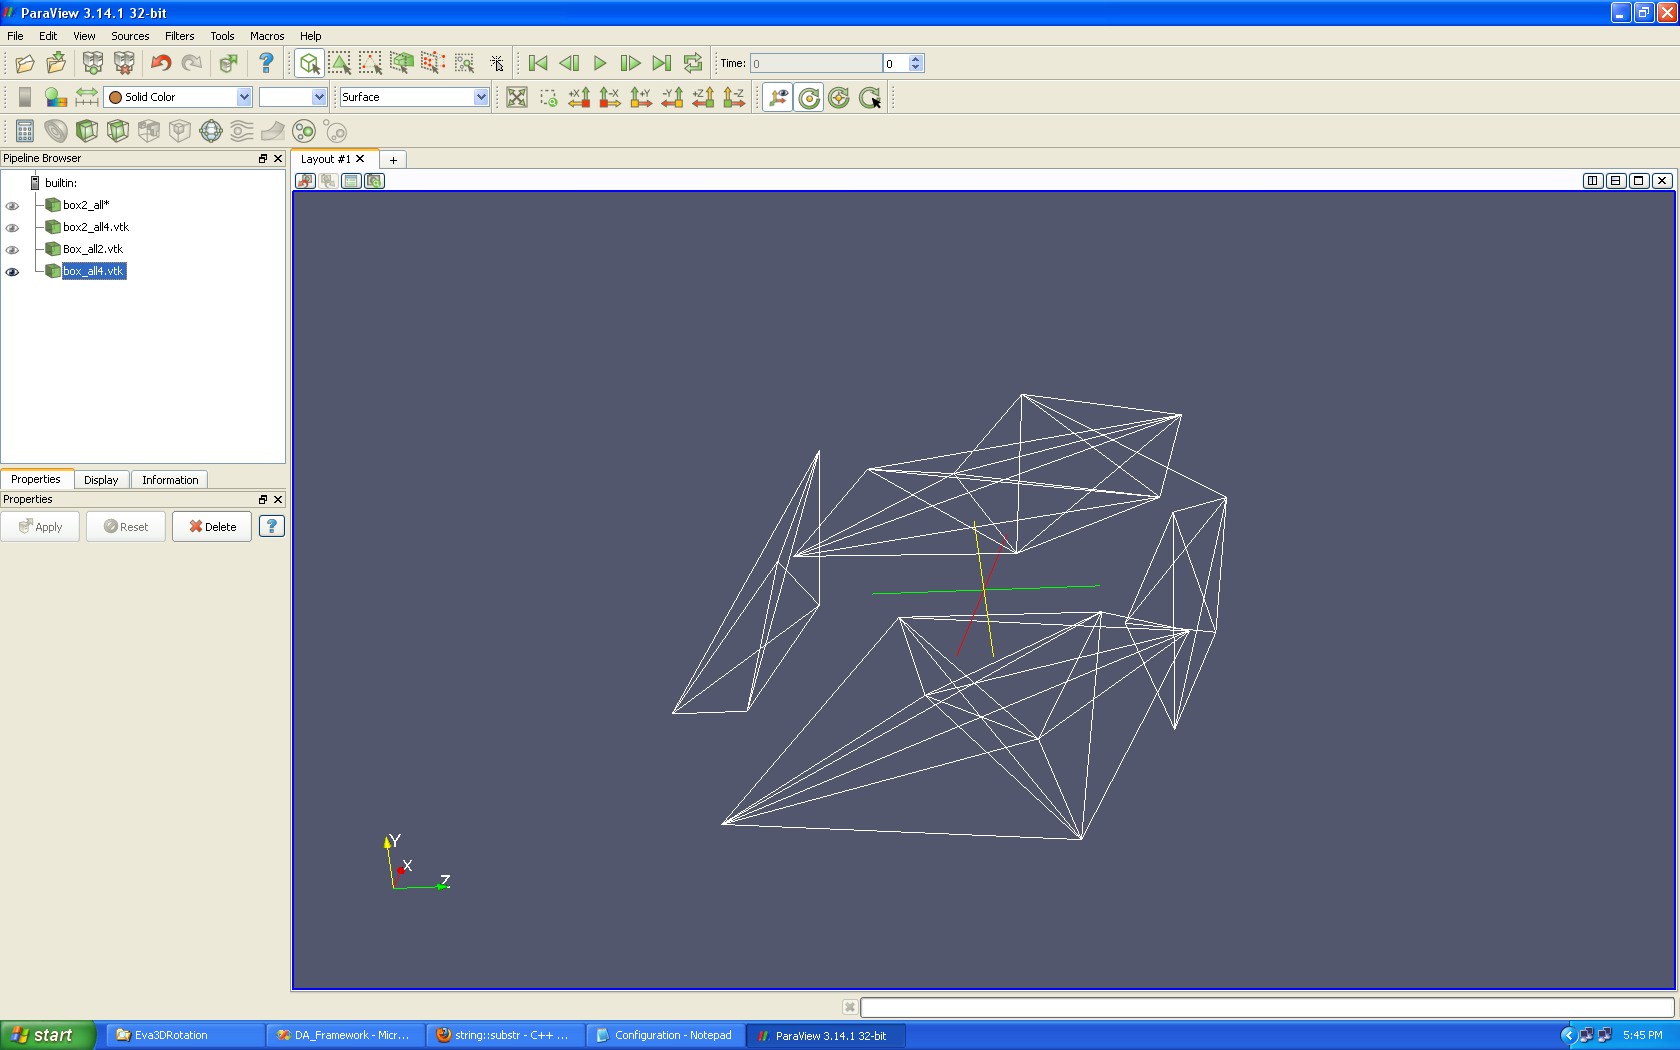 ParaView 3.14.1 32-bit
File Edit View Sources Filters Tools Macros Help
Time: 0 0
Solid Color Surface
+X -X +Y -Y +Z -Z
Pipeline Browser
Layout #1
+
builtin:
box2_all*
box2_all4.vtk
Box_all2.vtk
box_all4.vtk
Properties Display Information
Properties
Apply Reset Delete ?
Y
X
Z
start Eva3DRotation DA_Framework - Micr... string::substr - C++ ... Configuration - Notepad ParaView 3.14.1 32-bit 5:45 PM